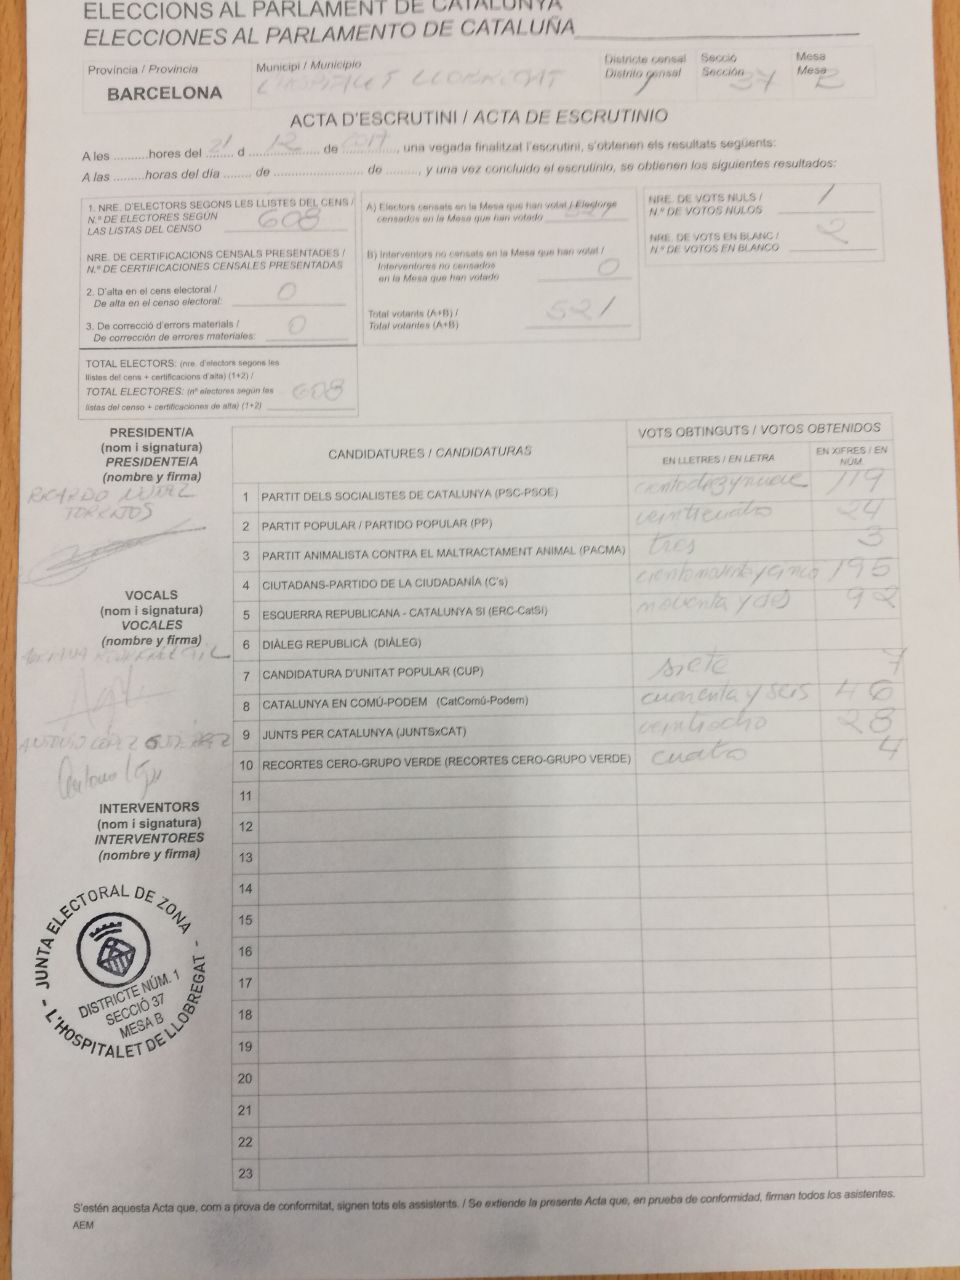 ELECCIONS AL PARLAMENT DE CATALUNYA
ELECCIONES AL PARLAMENTO DE CATALUÑA
Província / Provincia
BARCELONA
Municipi / Municipio
L'HOSPITALET LLOBREGAT
Districte censal
Distrito censal
1
Secció
Sección
37
Mesa
Mesa
B
ACTA D'ESCRUTINI / ACTA DE ESCRUTINIO
A les ..........hores del 21 d 12 de 2017, una vegada finalitzat l'escrutini, s'obtenen els resultats següents:
A las ..........hores del día ........ de .......................... de ........., y una vez concluido el escrutinio, se obtienen los siguientes resultados:
1. NRE. D'ELECTORS SEGONS LES LLISTES DEL CENS /
N.º DE ELECTORES SEGÚN
LAS LISTAS DEL CENSO
608
NRE. DE CERTIFICACIONS CENSALS PRESENTADES /
N.º DE CERTIFICACIONES CENSALES PRESENTADAS
2. D'alta en el cens electoral /
De alta en el censo electoral:
0
3. De correcció d'errors materials /
De corrección de errores materiales:
0
TOTAL ELECTORS: (nre. d'electors segons les
llistes del cens + certificacions d'alta) (1+2) /
TOTAL ELECTORES: (nº electores según las
listas del censo + certificaciones de alta) (1+2)
608
A) Electors censats en la Mesa que han votat / Electores
censados en la Mesa que han votado
521
B) Interventors no censats en la Mesa que han votat /
Interventores no censados
en la Mesa que han votado
0
Total votants (A+B) /
Total votantes (A+B)
521
NRE. DE VOTS NULS /
N.º DE VOTOS NULOS
1
NRE. DE VOTS EN BLANC /
N.º DE VOTOS EN BLANCO
2
PRESIDENT/A
(nom i signatura)
PRESIDENTE/A
(nombre y firma)
RICARDO
VOCALS
(nom i signatura)
VOCALES
(nombre y firma)
ANTONIO LOPEZ
INTERVENTORS
(nom i signatura)
INTERVENTORES
(nombre y firma)
JUNTA ELECTORAL DE ZONA
DISTRICTE NÚM. 1
SECCIÓ 37
MESA B
L'HOSPITALET DE LLOBREGAT
CANDIDATURES / CANDIDATURAS
VOTS OBTINGUTS / VOTOS OBTENIDOS
EN LLETRES / EN LETRA
EN XIFRES / EN NÚM.
1 PARTIT DELS SOCIALISTES DE CATALUNYA (PSC-PSOE) ciento diez y nueve 119
2 PARTIT POPULAR / PARTIDO POPULAR (PP) veinticuatro 24
3 PARTIT ANIMALISTA CONTRA EL MALTRACTAMENT ANIMAL (PACMA) tres 3
4 CIUTADANS-PARTIDO DE LA CIUDADANÍA (C's) ciento noventa y cinco 195
5 ESQUERRA REPUBLICANA - CATALUNYA SI (ERC-CatSí) noventa y dos 92
6 DIÀLEG REPUBLICÀ (DIÀLEG)
7 CANDIDATURA D'UNITAT POPULAR (CUP) siete 7
8 CATALUNYA EN COMÚ-PODEM (CatComú-Podem) cuarenta y seis 46
9 JUNTS PER CATALUNYA (JUNTSxCAT) veintiocho 28
10 RECORTES CERO-GRUPO VERDE (RECORTES CERO-GRUPO VERDE) cuatro 4
11
12
13
14
15
16
17
18
19
20
21
22
23
S'estén aquesta Acta que, com a prova de conformitat, signen tots els assistents. / Se extiende la presente Acta que, en prueba de conformidad, firman todos los asistentes.
AEM